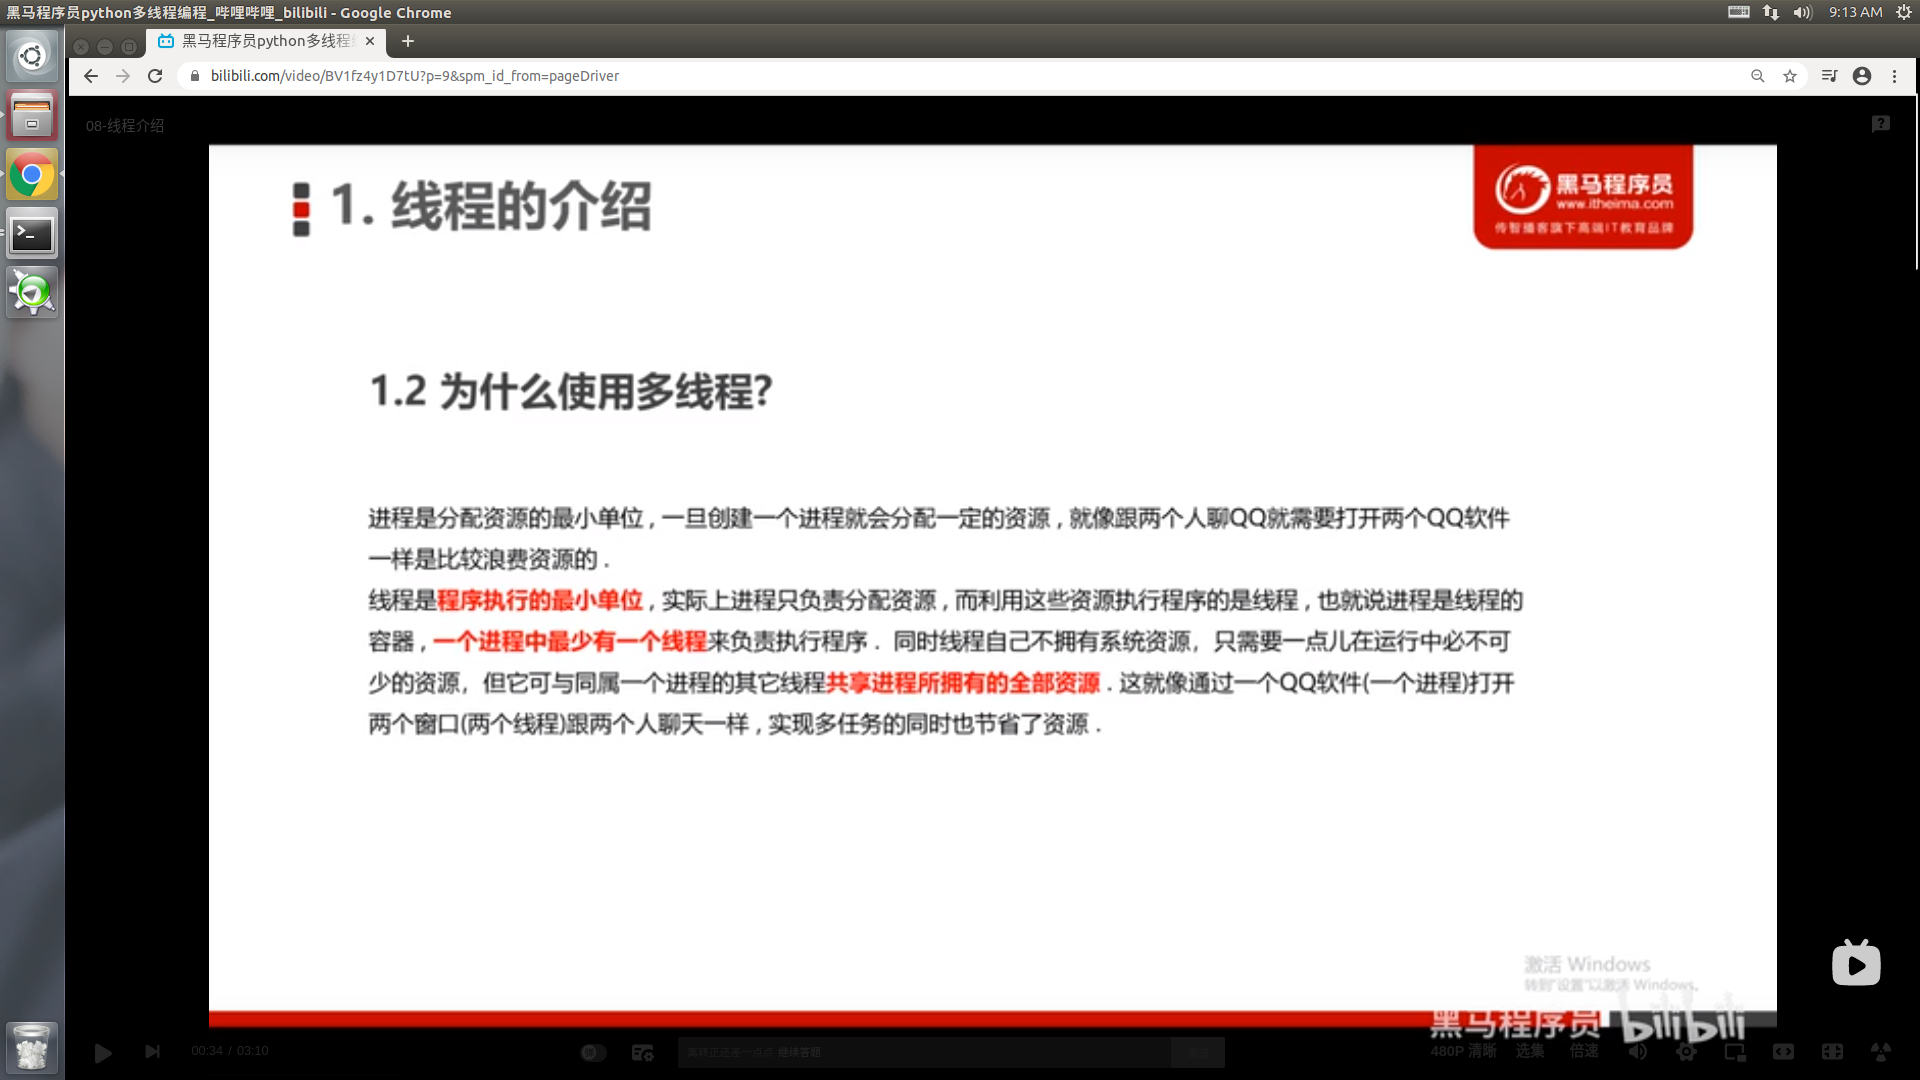 黑马程序员python多线程编程_哔哩哔哩_bilibili - Google Chrome
9:13 AM
黑马程序员python多线程
bilibili.com/video/BV1fz4y1D7tU?p=9&spm_id_from=pageDriver
08-线程介绍
1. 线程的介绍
黑马程序员
www.itheima.com
传智播客旗下高端IT教育品牌
1.2 为什么使用多线程？
进程是分配资源的最小单位 , 一旦创建一个进程就会分配一定的资源 , 就像跟两个人聊QQ就需要打开两个QQ软件
一样是比较浪费资源的 .
线程是程序执行的最小单位 , 实际上进程只负责分配资源 , 而利用这些资源执行程序的是线程 , 也就说进程是线程的
容器 , 一个进程中最少有一个线程来负责执行程序 . 同时线程自己不拥有系统资源，只需要一点儿在运行中必不可
少的资源，但它可与同属一个进程的其它线程共享进程所拥有的全部资源 . 这就像通过一个QQ软件(一个进程)打开
两个窗口(两个线程)跟两个人聊天一样 , 实现多任务的同时也节省了资源 .
激活 Windows
转到"设置"以激活 Windows。
黑马程序员 bilibili
00:34 / 03:10
继续答题
480P 清晰
选集
倍速